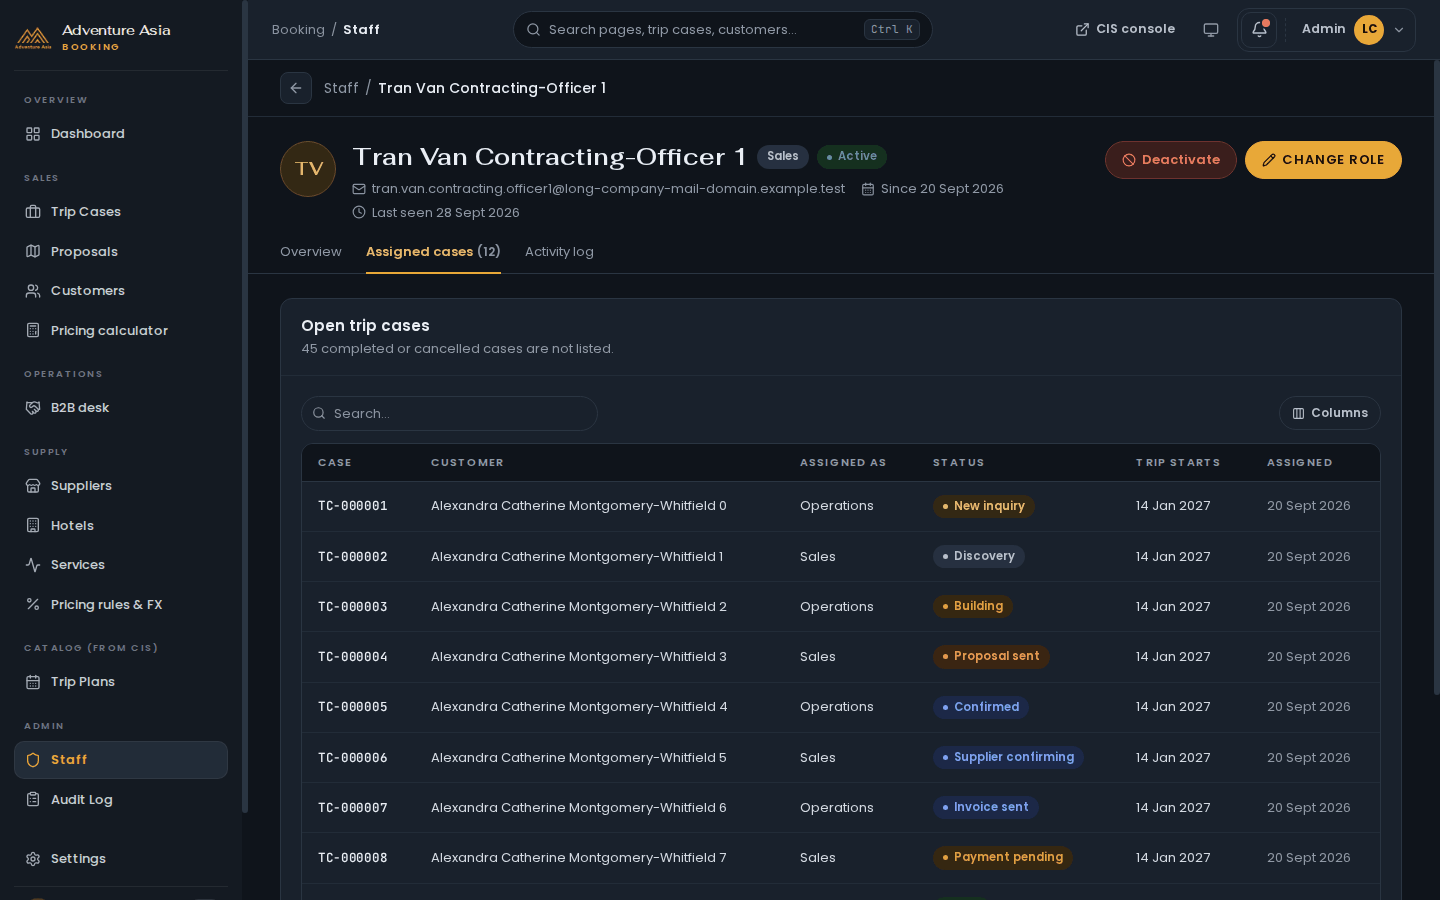 Adventure Asia
BOOKING
Adventure Asia
OVERVIEW
Dashboard
SALES
Trip Cases
Proposals
Customers
Pricing calculator
OPERATIONS
B2B desk
SUPPLY
Suppliers
Hotels
Services
Pricing rules & FX
CATALOG (FROM CIS)
Trip Plans
ADMIN
Staff
Audit Log
Settings
Booking / Staff
Search pages, trip cases, customers...
Ctrl K
CIS console
Admin
LC
Staff / Tran Van Contracting-Officer 1
TV
Tran Van Contracting-Officer 1 Sales Active
tran.van.contracting.officer1@long-company-mail-domain.example.test Since 20 Sept 2026
Last seen 28 Sept 2026
Deactivate
CHANGE ROLE
Overview Assigned cases (12) Activity log
Open trip cases
45 completed or cancelled cases are not listed.
Search...
Columns
CASE CUSTOMER ASSIGNED AS STATUS TRIP STARTS ASSIGNED
TC-000001 Alexandra Catherine Montgomery-Whitfield 0 Operations New inquiry 14 Jan 2027 20 Sept 2026
TC-000002 Alexandra Catherine Montgomery-Whitfield 1 Sales Discovery 14 Jan 2027 20 Sept 2026
TC-000003 Alexandra Catherine Montgomery-Whitfield 2 Operations Building 14 Jan 2027 20 Sept 2026
TC-000004 Alexandra Catherine Montgomery-Whitfield 3 Sales Proposal sent 14 Jan 2027 20 Sept 2026
TC-000005 Alexandra Catherine Montgomery-Whitfield 4 Operations Confirmed 14 Jan 2027 20 Sept 2026
TC-000006 Alexandra Catherine Montgomery-Whitfield 5 Sales Supplier confirming 14 Jan 2027 20 Sept 2026
TC-000007 Alexandra Catherine Montgomery-Whitfield 6 Operations Invoice sent 14 Jan 2027 20 Sept 2026
TC-000008 Alexandra Catherine Montgomery-Whitfield 7 Sales Payment pending 14 Jan 2027 20 Sept 2026